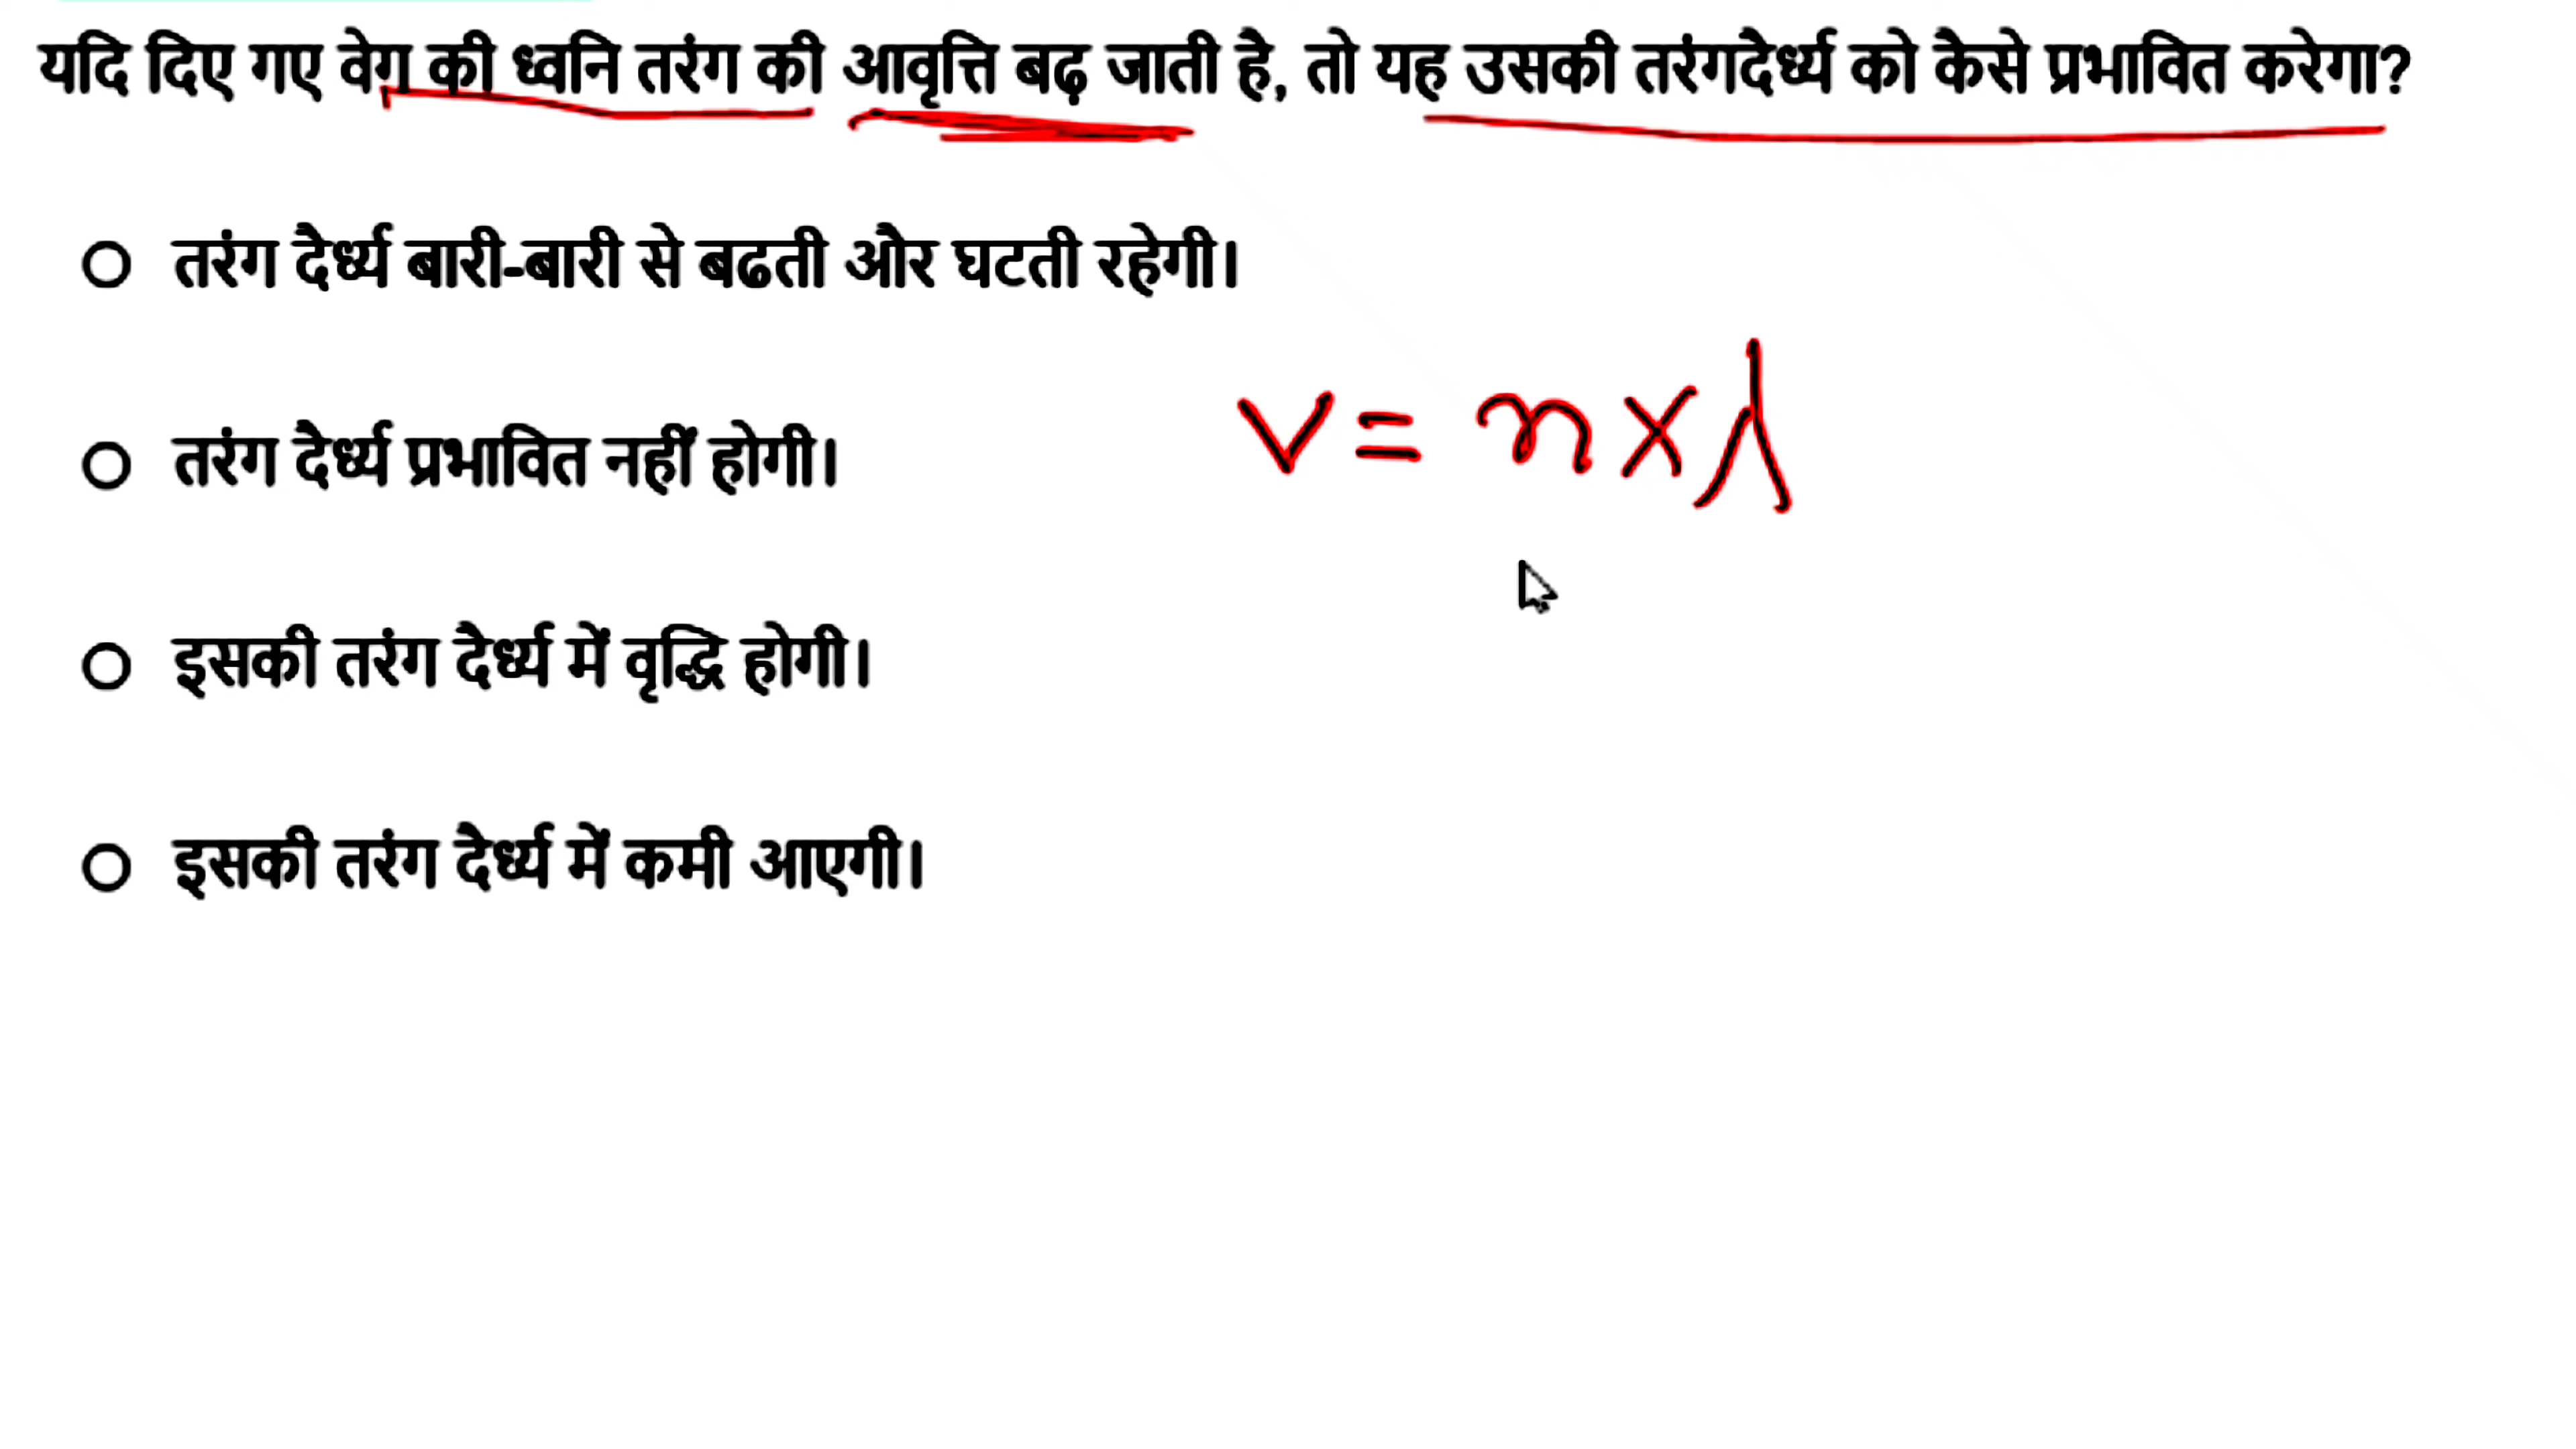 यदि दिए गए वेग की ध्वनि तरंग की आवृत्ति बढ़ जाती है, तो यह उसकी तरंगदैर्ध्य को कैसे प्रभावित करेगा?
तरंग दैर्ध्य बारी-बारी से बढती और घटती रहेगी।
v = n x λ
तरंग दैर्ध्य प्रभावित नहीं होगी।
इसकी तरंग दैर्ध्य में वृद्धि होगी।
इसकी तरंग दैर्ध्य में कमी आएगी।